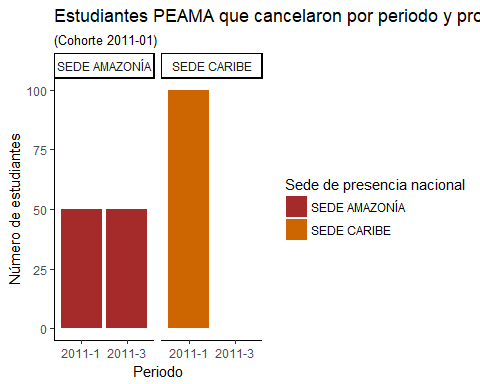 Estudiantes PEAMA que cancelaron por periodo y pro
(Cohorte 2011-01)
SEDE AMAZONÍA SEDE CARIBE
100
75
50
25
0
Número de estudiantes
2011-1 2011-3 2011-1 2011-3
Periodo
Sede de presencia nacional
SEDE AMAZONÍA
SEDE CARIBE